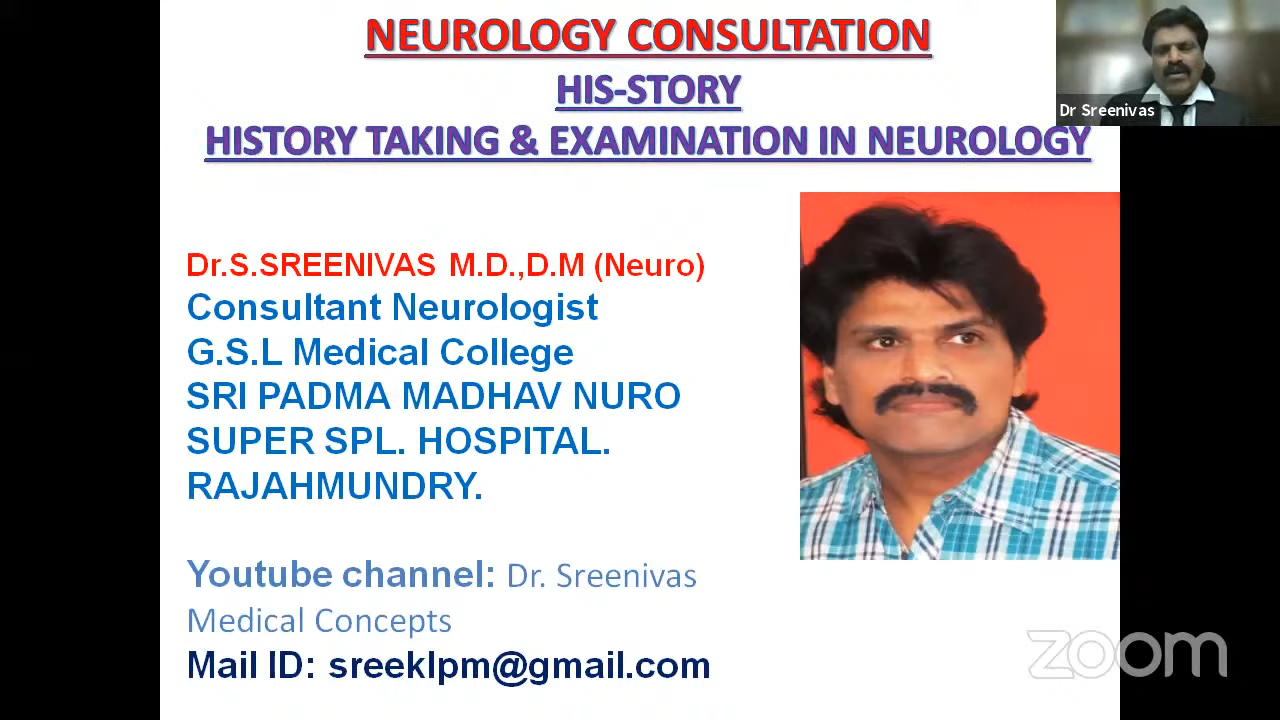 NEUROLOGY CONSULTATION
HIS-STORY
HISTORY TAKING & EXAMINATION IN NEUROLOGY
Dr Sreenivas
Dr.S.SREENIVAS M.D.,D.M (Neuro)
Consultant Neurologist
G.S.L Medical College
SRI PADMA MADHAV NURO
SUPER SPL. HOSPITAL.
RAJAHMUNDRY.
Youtube channel: Dr. Sreenivas
Medical Concepts
Mail ID: sreeklpm@gmail.com
zoom